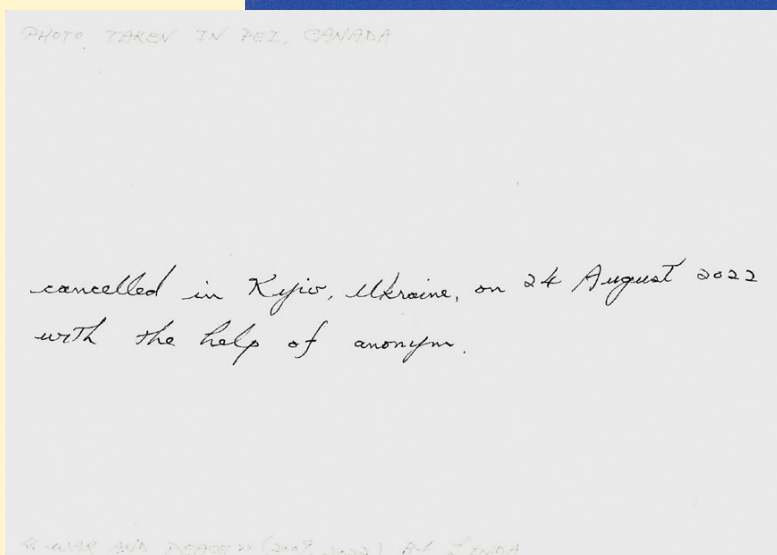 PHOTO TAKEN IN PEI, CANADA
cancelled in Kyiv, Ukraine, on 24 August 2022
with the help of anonym.
« WAR AND PEACE » (2007, 2022) BY LINDA